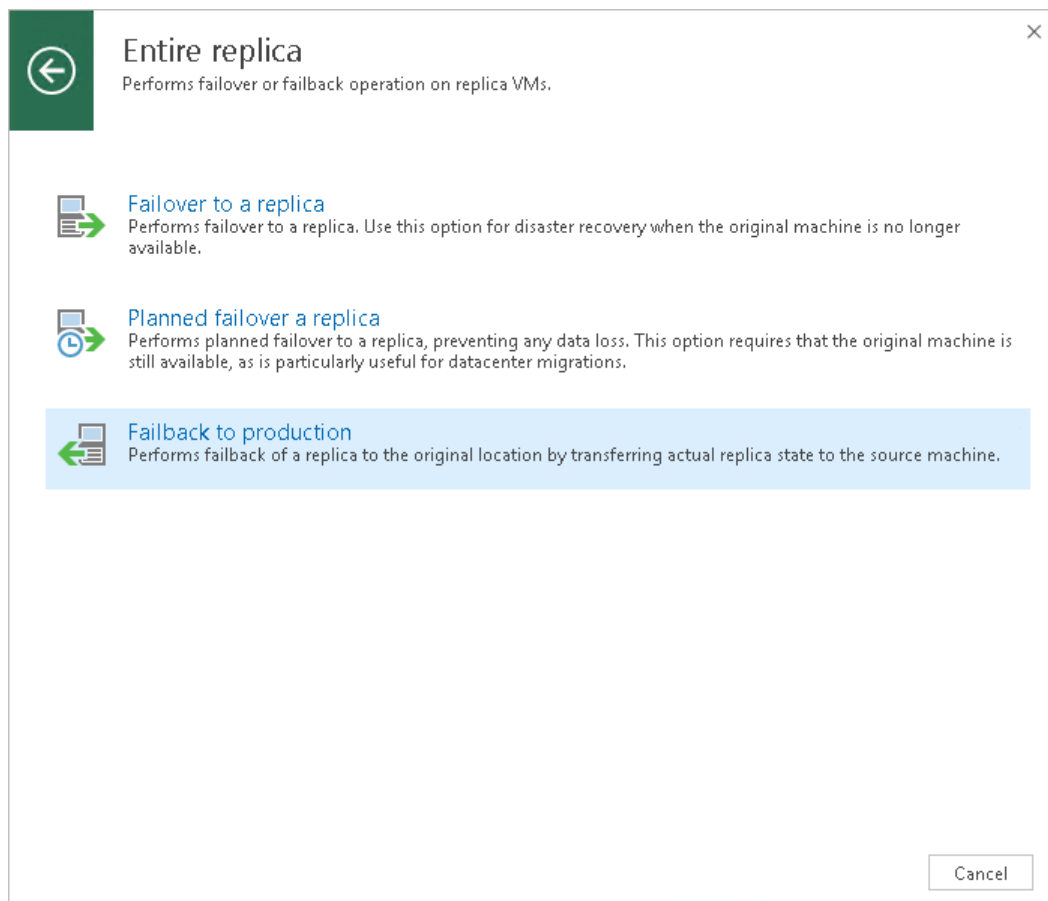 Entire replica
Performs failover or failback operation on replica VMs.
Failover to a replica
Performs failover to a replica. Use this option for disaster recovery when the original machine is no longer
available.
Planned failover a replica
Performs planned failover to a replica, preventing any data loss. This option requires that the original machine is
still available, as is particularly useful for datacenter migrations.
Failback to production
Performs failback of a replica to the original location by transferring actual replica state to the source machine.
Cancel